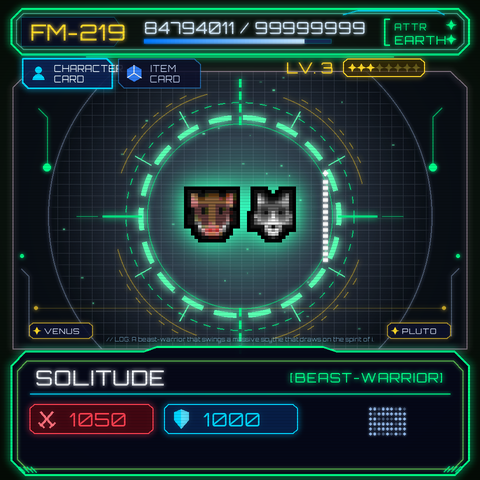 FM-219
84794011 / 99999999
ATTR
EARTH
CHARACTER
CARD
ITEM
CARD
LV. 3
VENUS
PLUTO
// LOG: A beast-warrior that swings a massive scythe that draws on the spirit of l
SOLITUDE
[BEAST-WARRIOR]
1050
1000